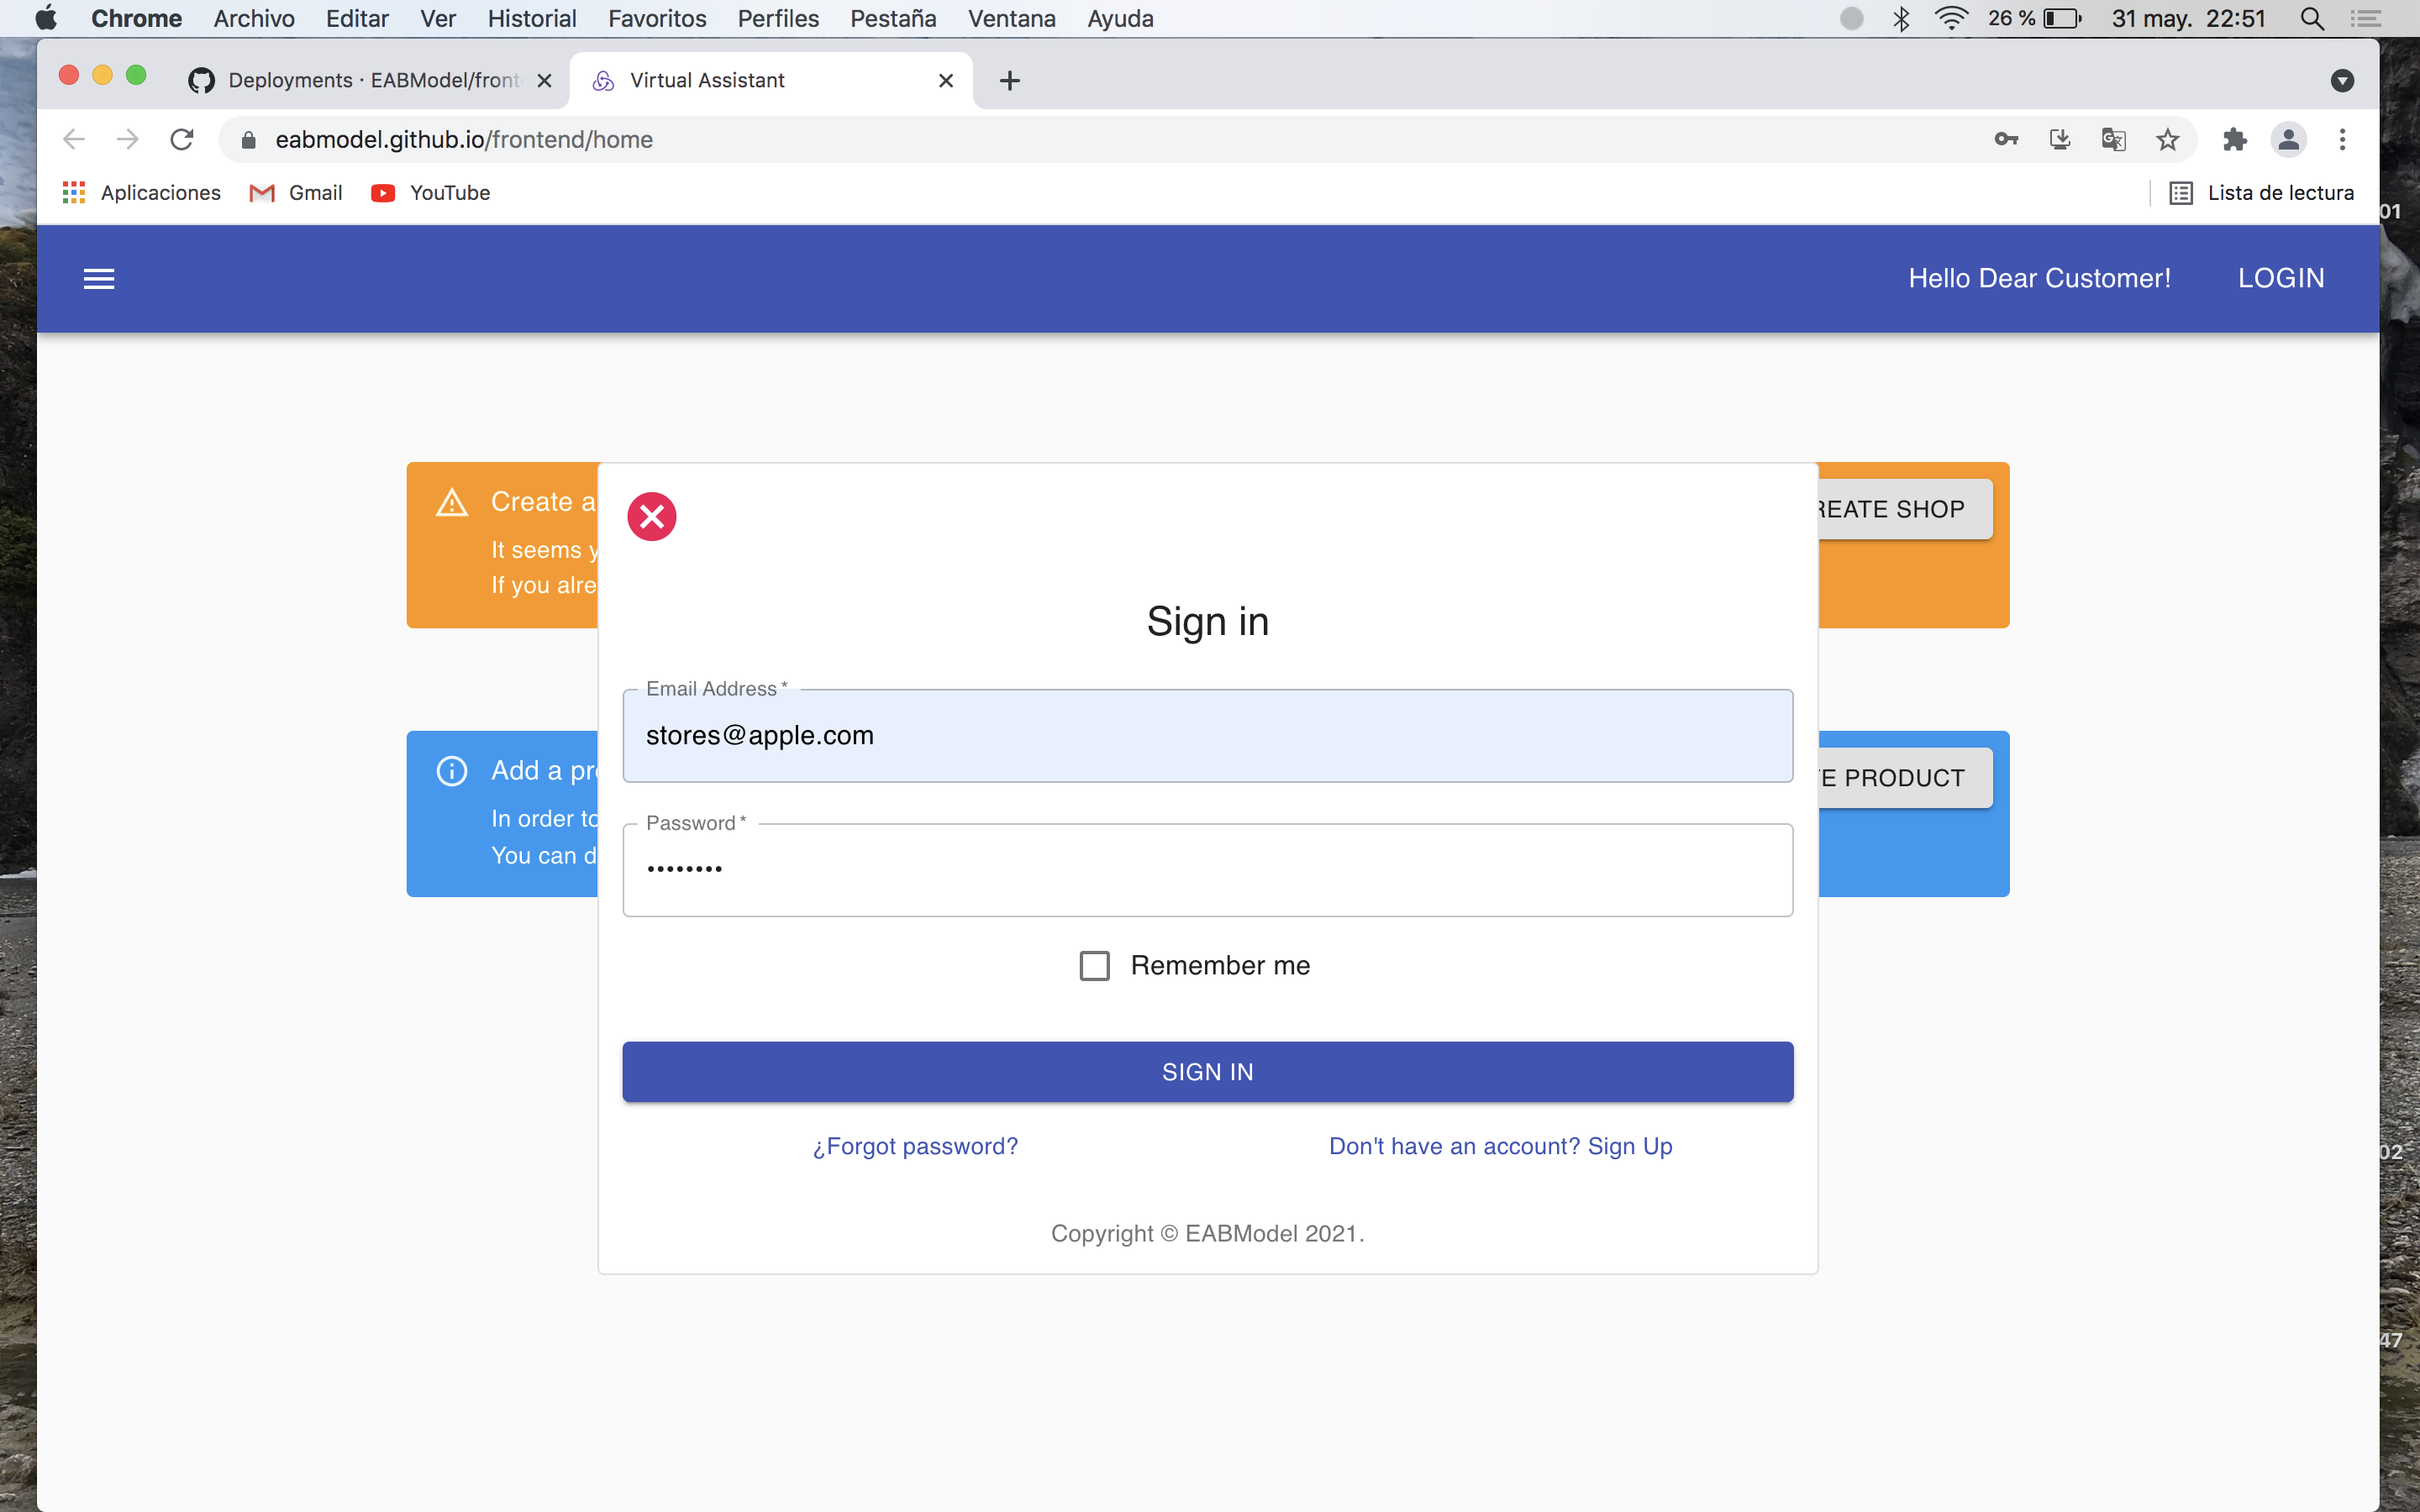 Chrome Archivo Editar Ver Historial Favoritos Perfiles Pestaña Ventana Ayuda 26 % 31 may. 22:51
Deployments · EABModel/front Virtual Assistant
eabmodel.github.io/frontend/home
Aplicaciones Gmail YouTube Lista de lectura
Hello Dear Customer! LOGIN
Create a
REATE SHOP
It seems y
If you alre
Sign in
Email Address *
stores@apple.com
Add a pr
E PRODUCT
In order to
You can d
Password *
••••••••
Remember me
SIGN IN
¿Forgot password? Don't have an account? Sign Up
Copyright © EABModel 2021.
01
02
47